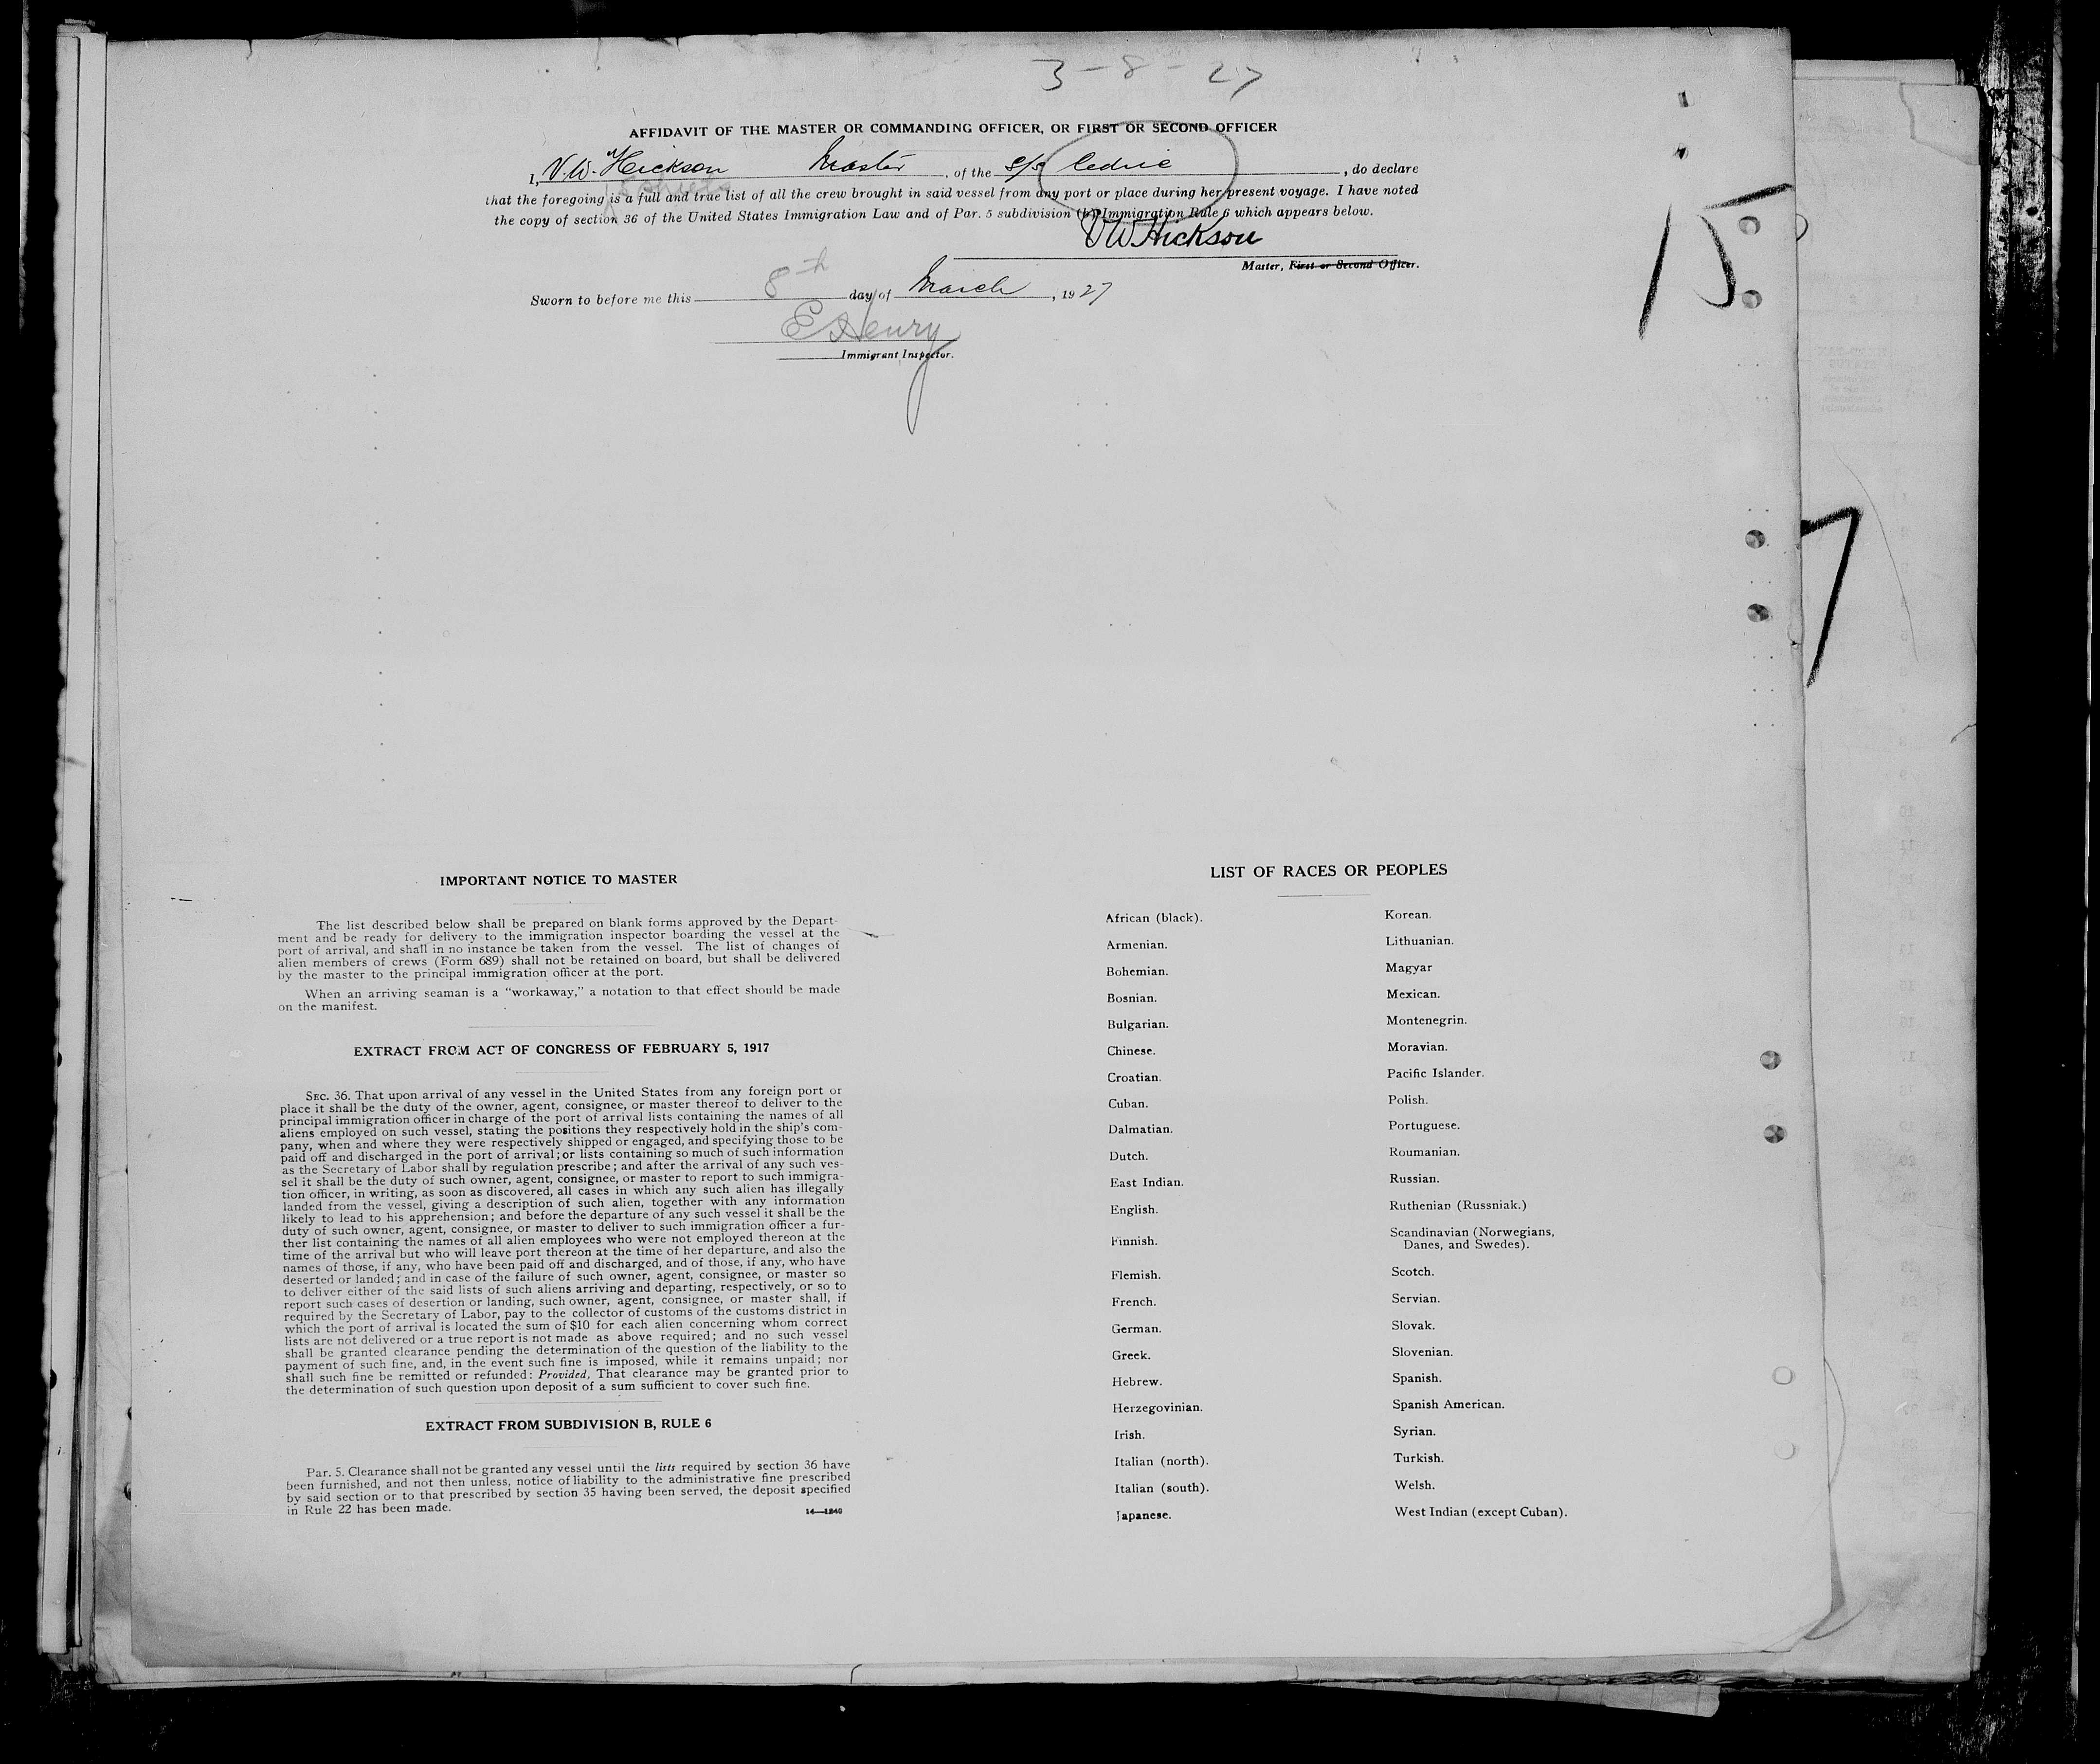 3-8-27
AFFIDAVIT OF THE MASTER OR COMMANDING OFFICER, OR FIRST OR SECOND OFFICER
I, V.W. Hickson Master, of the S/S Cedric, do declare
that the foregoing is a full and true list of all the crew brought in said vessel from any port or place during her present voyage. I have noted
the copy of section 36 of the United States Immigration Law and of Par. 5 subdivision (b) Immigration Rule 6 which appears below.
V W Hickson
Master, First or Second Officer.
15
Sworn to before me this 8th day of March, 1927
E Henry
Immigrant Inspector.
7
IMPORTANT NOTICE TO MASTER
The list described below shall be prepared on blank forms approved by the Depart-
ment and be ready for delivery to the immigration inspector boarding the vessel at the
port of arrival, and shall in no instance be taken from the vessel. The list of changes of
alien members of crews (Form 689) shall not be retained on board, but shall be delivered
by the master to the principal immigration officer at the port.
When an arriving seaman is a "workaway," a notation to that effect should be made
on the manifest.
EXTRACT FROM ACT OF CONGRESS OF FEBRUARY 5, 1917
SEC. 36. That upon arrival of any vessel in the United States from any foreign port or
place it shall be the duty of the owner, agent, consignee, or master thereof to deliver to the
principal immigration officer in charge of the port of arrival lists containing the names of all
aliens employed on such vessel, stating the positions they respectively hold in the ship's com-
pany, when and where they were respectively shipped or engaged, and specifying those to be
paid off and discharged in the port of arrival; or lists containing so much of such information
as the Secretary of Labor shall by regulation prescribe; and after the arrival of any such ves-
sel it shall be the duty of such owner, agent, consignee, or master to report to such immigra-
tion officer, in writing, as soon as discovered, all cases in which any such alien has illegally
landed from the vessel, giving a description of such alien, together with any information
likely to lead to his apprehension; and before the departure of any such vessel it shall be the
duty of such owner, agent, consignee, or master to deliver to such immigration officer a fur-
ther list containing the names of all alien employees who were not employed thereon at the
time of the arrival but who will leave port thereon at the time of her departure, and also the
names of those, if any, who have been paid off and discharged, and of those, if any, who have
deserted or landed; and in case of the failure of such owner, agent, consignee, or master so
to deliver either of the said lists of such aliens arriving and departing, respectively, or so to
report such cases of desertion or landing, such owner, agent, consignee, or master shall, if
required by the Secretary of Labor, pay to the collector of customs of the customs district in
which the port of arrival is located the sum of $10 for each alien concerning whom correct
lists are not delivered or a true report is not made as above required; and no such vessel
shall be granted clearance pending the determination of the question of the liability to the
payment of such fine, and, in the event such fine is imposed, while it remains unpaid; nor
shall such fine be remitted or refunded: Provided, That clearance may be granted prior to
the determination of such question upon deposit of a sum sufficient to cover such fine.
EXTRACT FROM SUBDIVISION B, RULE 6
Par. 5. Clearance shall not be granted any vessel until the lists required by section 36 have
been furnished, and not then unless, notice of liability to the administrative fine prescribed
by said section or to that prescribed by section 35 having been served, the deposit specified
in Rule 22 has been made.
14—1240
LIST OF RACES OR PEOPLES
African (black).
Armenian.
Bohemian.
Bosnian.
Bulgarian.
Chinese.
Croatian.
Cuban.
Dalmatian.
Dutch.
East Indian.
English.
Finnish.
Flemish.
French.
German.
Greek.
Hebrew.
Herzegovinian.
Irish.
Italian (north).
Italian (south).
Japanese.
Korean.
Lithuanian.
Magyar
Mexican.
Montenegrin.
Moravian.
Pacific Islander.
Polish.
Portuguese.
Roumanian.
Russian.
Ruthenian (Russniak.)
Scandinavian (Norwegians,
Danes, and Swedes).
Scotch.
Servian.
Slovak.
Slovenian.
Spanish.
Spanish American.
Syrian.
Turkish.
Welsh.
West Indian (except Cuban).